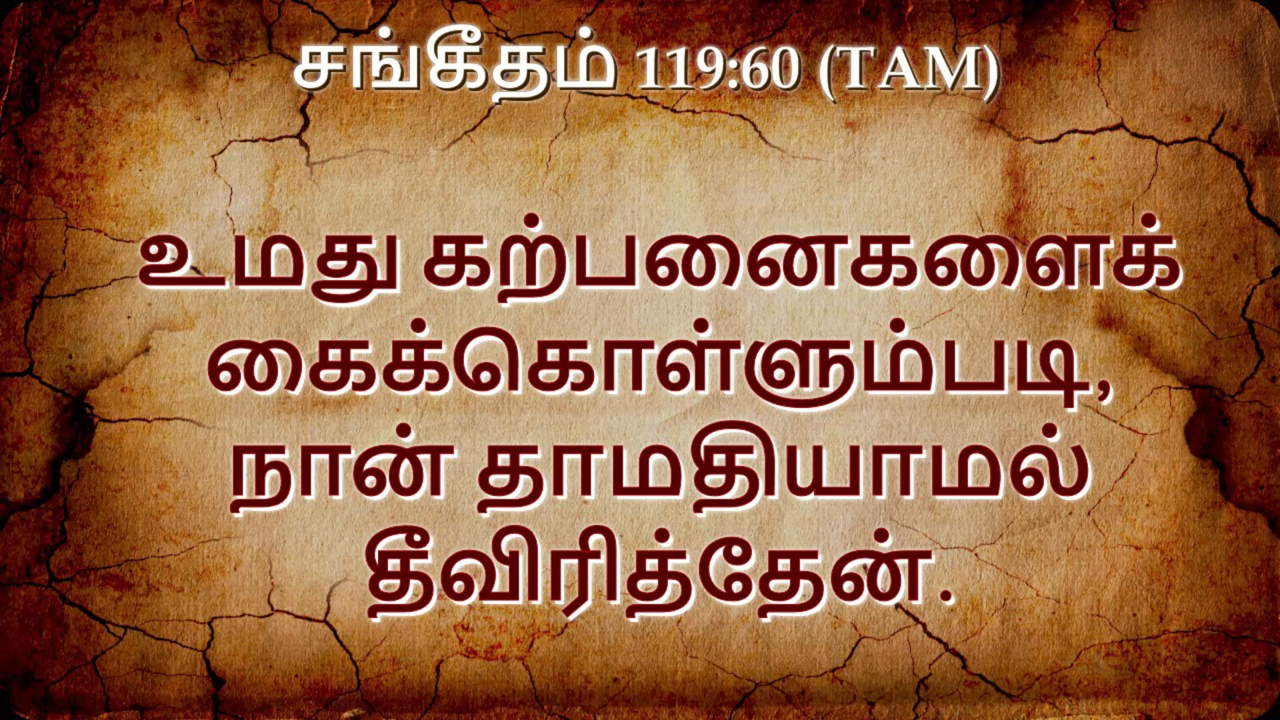 சங்கீதம் 119:60 (TAM)
உமது கற்பனைகளைக்
கைக்கொள்ளும்படி,
நான் தாமதியாமல்
தீவிரித்தேன்.